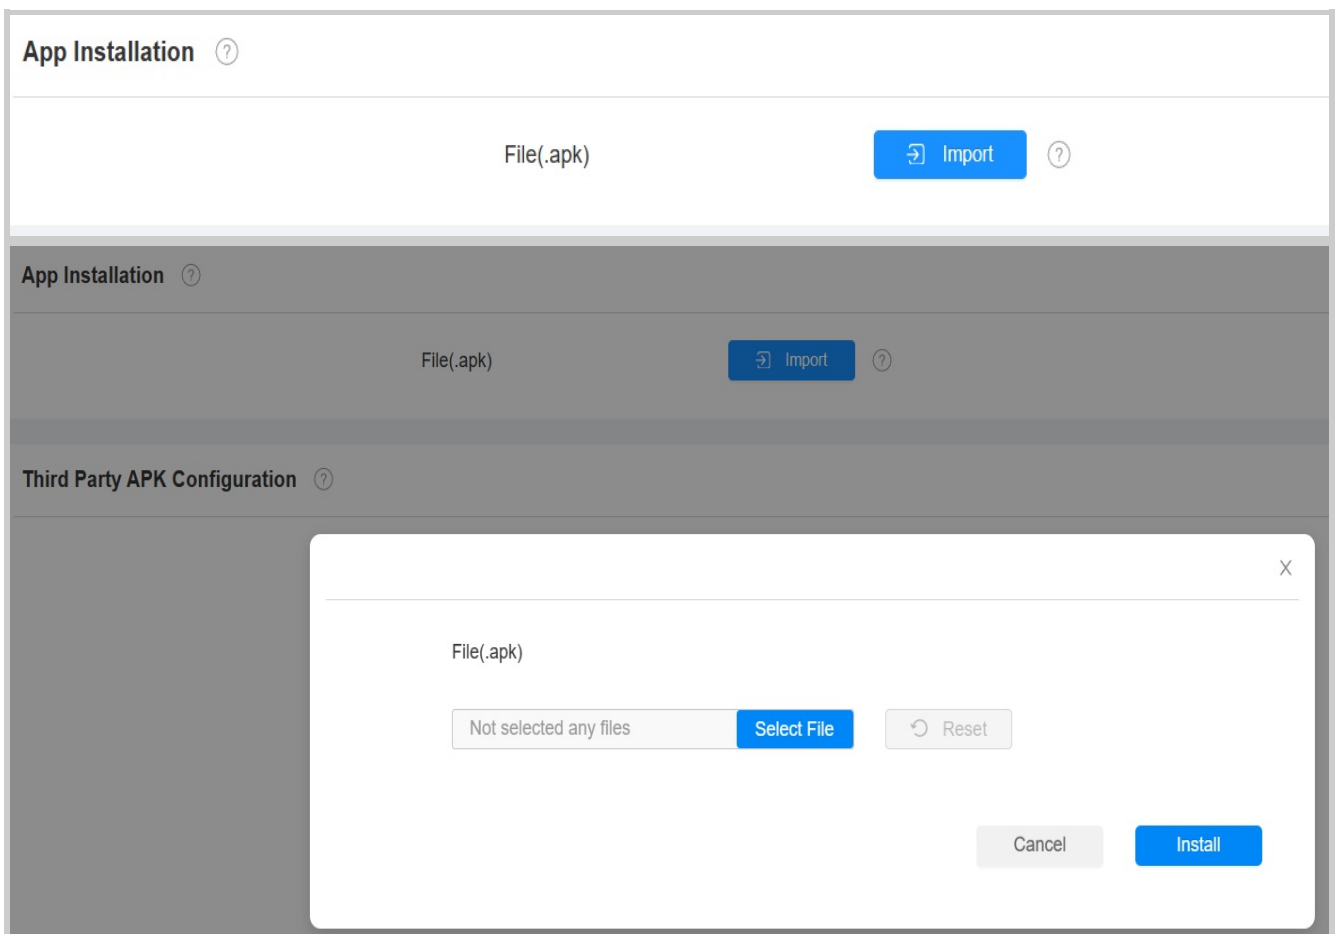 App Installation ?
File(.apk) Import ?
App Installation ?
File(.apk) Import ?
Third Party APK Configuration ?
X
File(.apk)
Not selected any files Select File Reset
Cancel Install